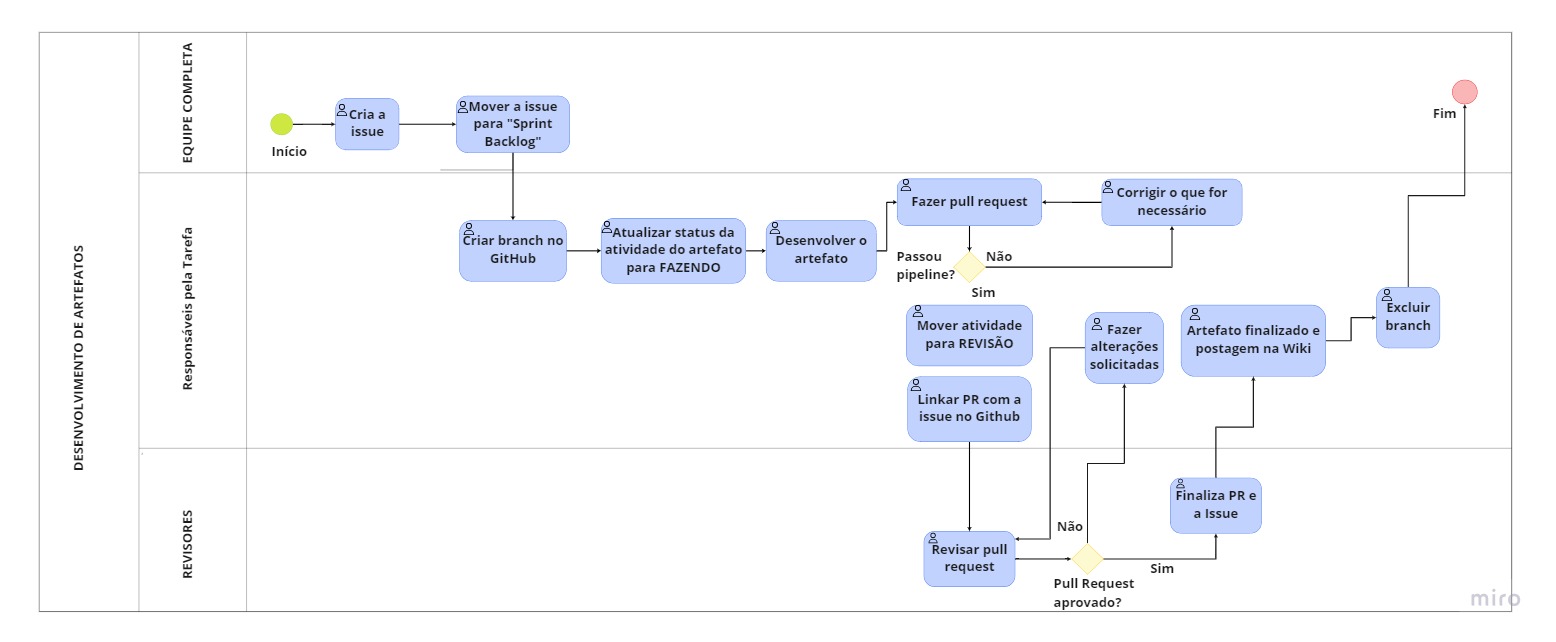 DESENVOLVIMENTO DE ARTEFATOS
EQUIPE COMPLETA
Início
Cria a
issue
Mover a issue
para "Sprint
Backlog"
Fim
Responsáveis pela Tarefa
Criar branch no
GitHub
Atualizar status da
atividade do artefato
para FAZENDO
Desenvolver o
artefato
Fazer pull request
Corrigir o que for
necessário
Passou
pipeline?
Não
Sim
Mover atividade
para REVISÃO
Linkar PR com a
issue no Github
Fazer
alterações
solicitadas
Artefato finalizado e
postagem na Wiki
Excluir
branch
REVISORES
Revisar pull
request
Não
Pull Request
aprovado?
Sim
Finaliza PR e
a Issue
miro